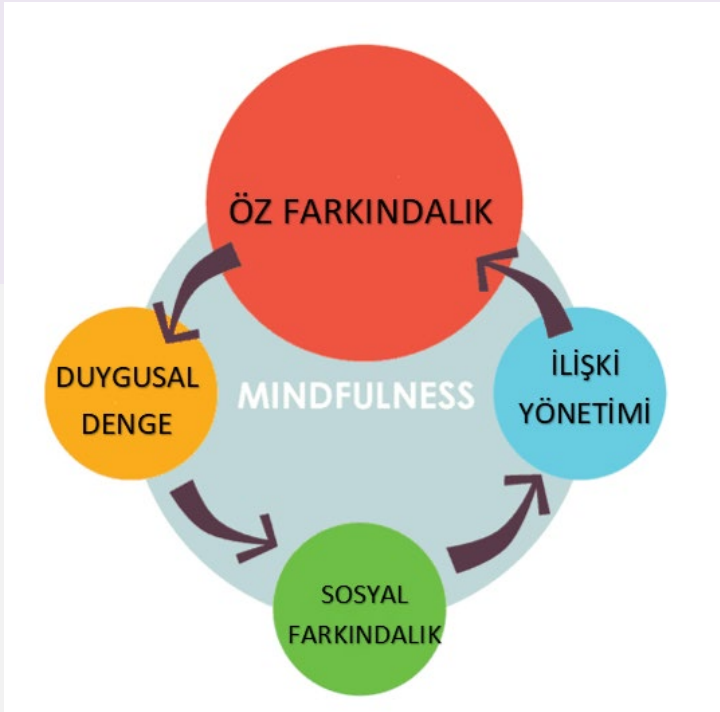 ÖZ FARKINDALIK
DUYGUSAL
DENGE
MINDFULNESS
İLİŞKİ
YÖNETİMİ
SOSYAL
FARKINDALIK